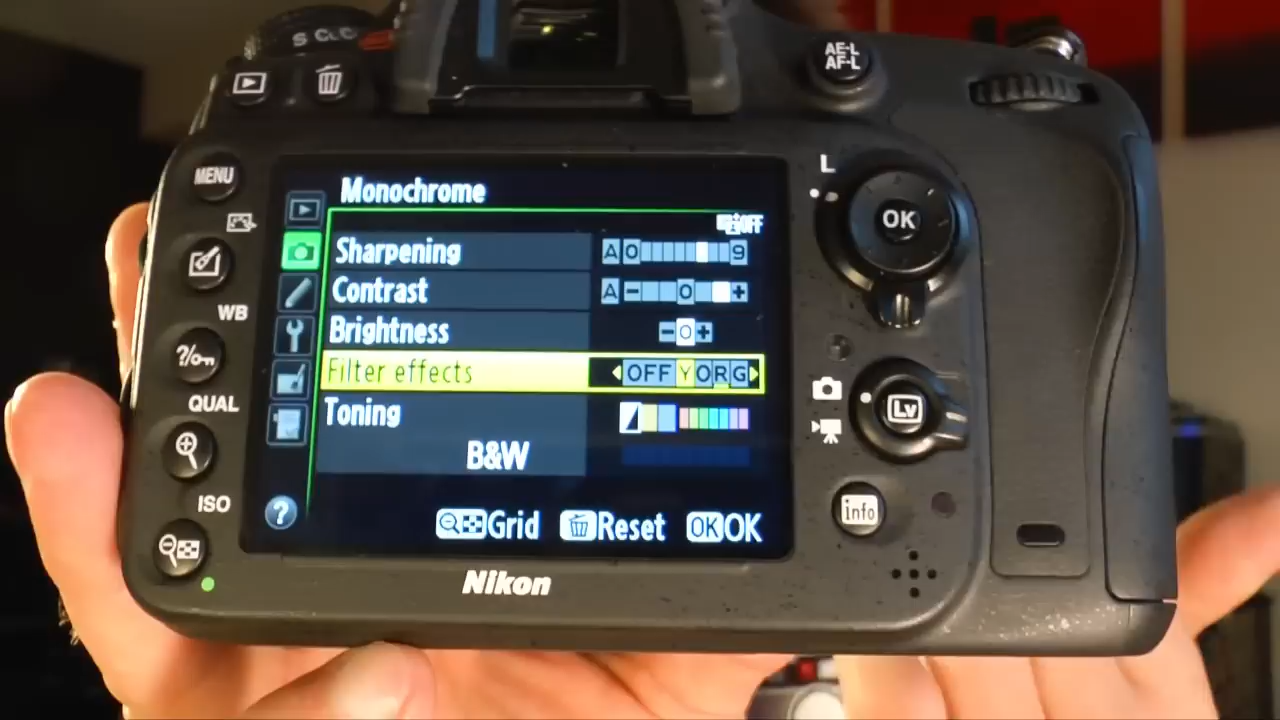 S CL C
AE-L
AF-L
MENU
WB
?/
QUAL
ISO
Monochrome
OFF
Sharpening A 0 9
Contrast A − 0 +
Brightness − 0 +
Filter effects OFF Y O R G
Toning
B&W
?
Grid Reset OK OK
Nikon
L
OK
Lv
info